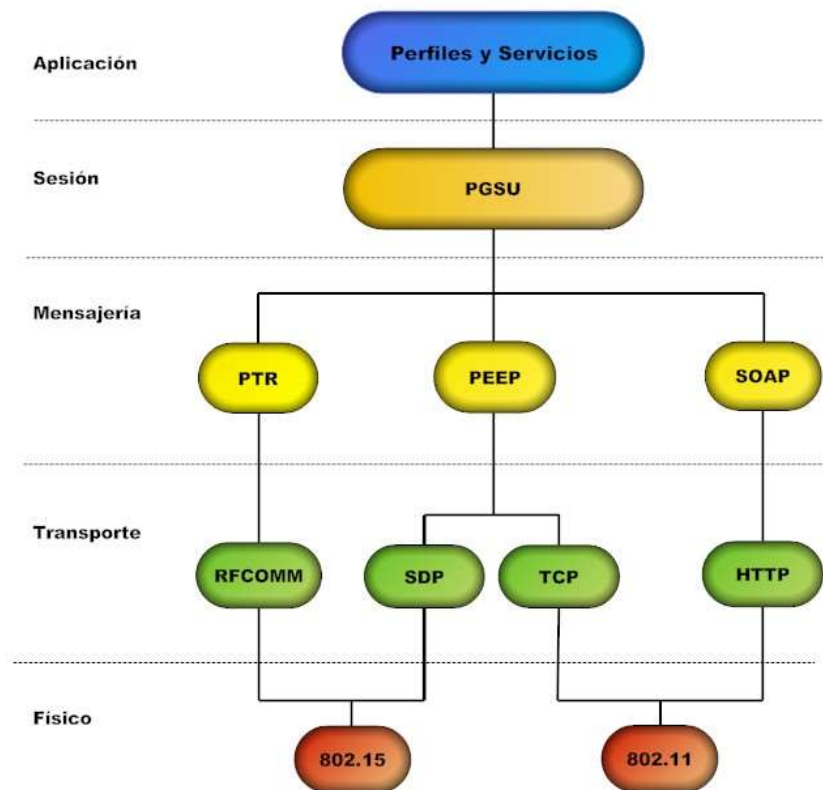 Aplicación
Perfiles y Servicios
Sesión
PGSU
Mensajería
PTR
PEEP
SOAP
Transporte
RFCOMM
SDP
TCP
HTTP
Físico
802.15
802.11